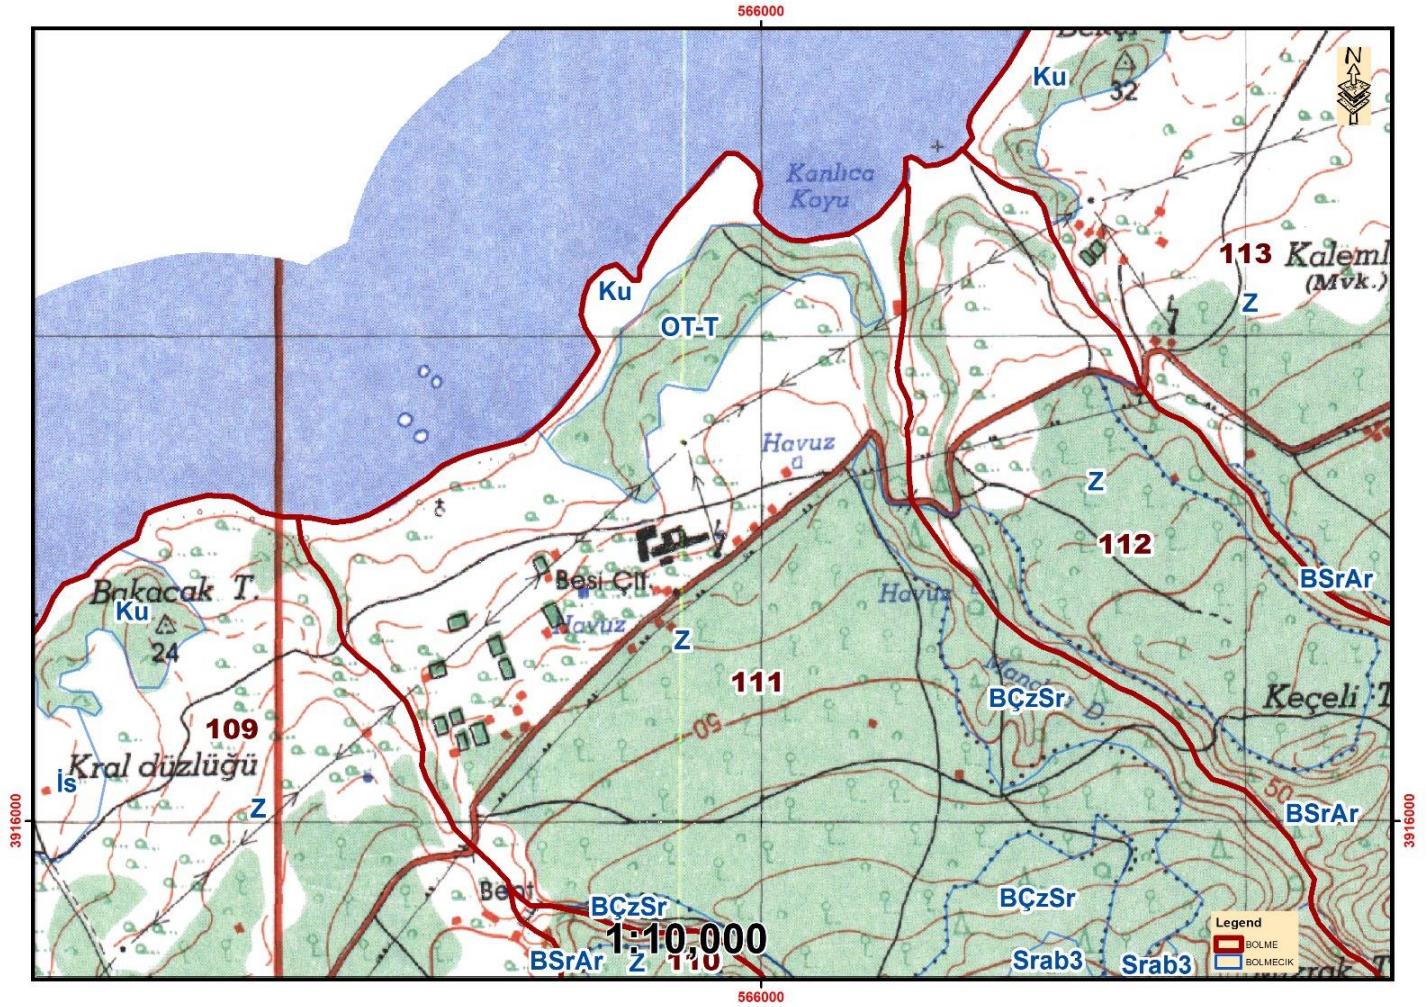 566000
Ku
32
N
Kanlıca
Koyu
113
Kaleml
(Mvk.)
Z
Ku
OT-T
Havuz
Z
112
BSrAr
Besi Çif.
Havuz
Havuz
Bakacak T.
Ku
24
Z
111
BÇzSr
Keçeli T
50
109
Kral düzlüğü
İs
Z
50
BSrAr
3916000
3916000
Bent
BÇzSr
BÇzSr
1:10,000
BSrAr
Z
110
Srab3
Srab3
Legend
BOLME
BOLMECIK
566000